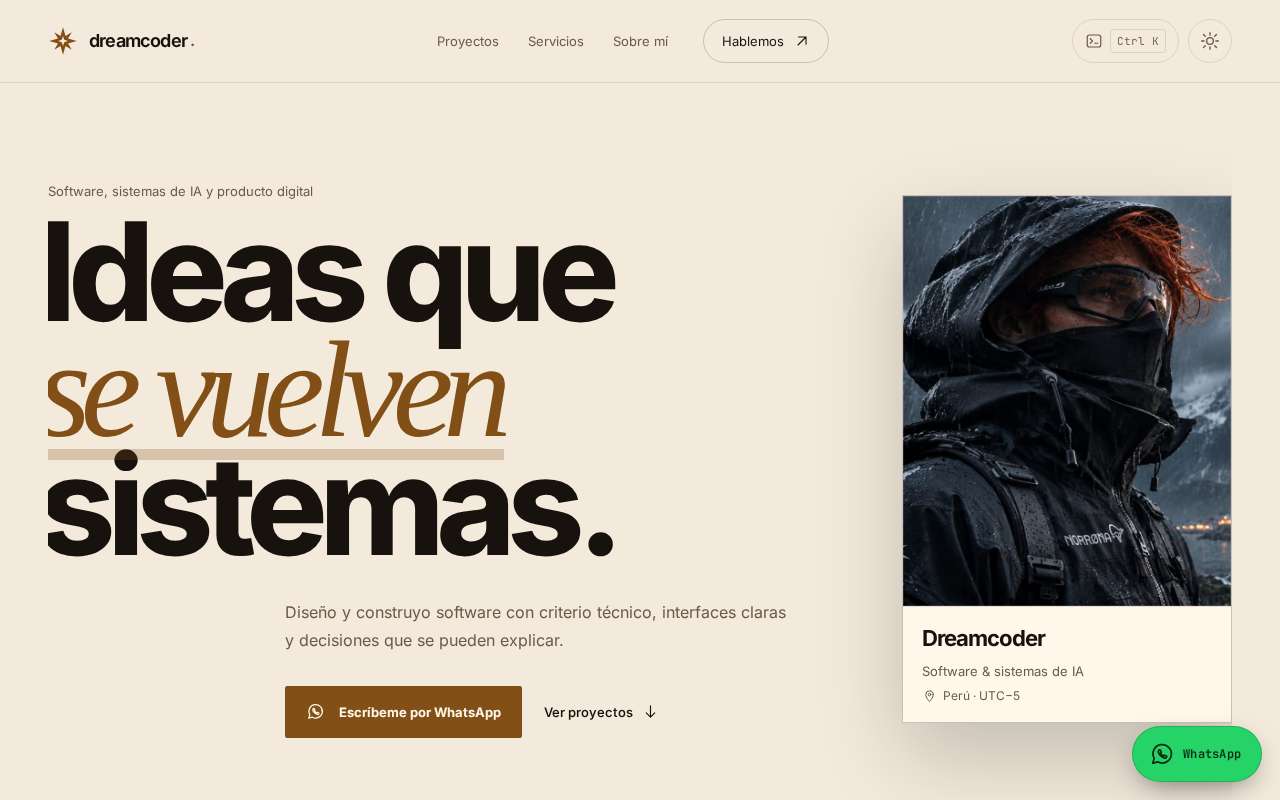 dreamcoder.
Proyectos
Servicios
Sobre mí
Hablemos
Ctrl K
Software, sistemas de IA y producto digital
Ideas que
se vuelven
sistemas.
Diseño y construyo software con criterio técnico, interfaces claras
y decisiones que se pueden explicar.
Escríbeme por WhatsApp
Ver proyectos
NORRØNA
Dreamcoder
Software & sistemas de IA
Perú · UTC−5
WhatsApp